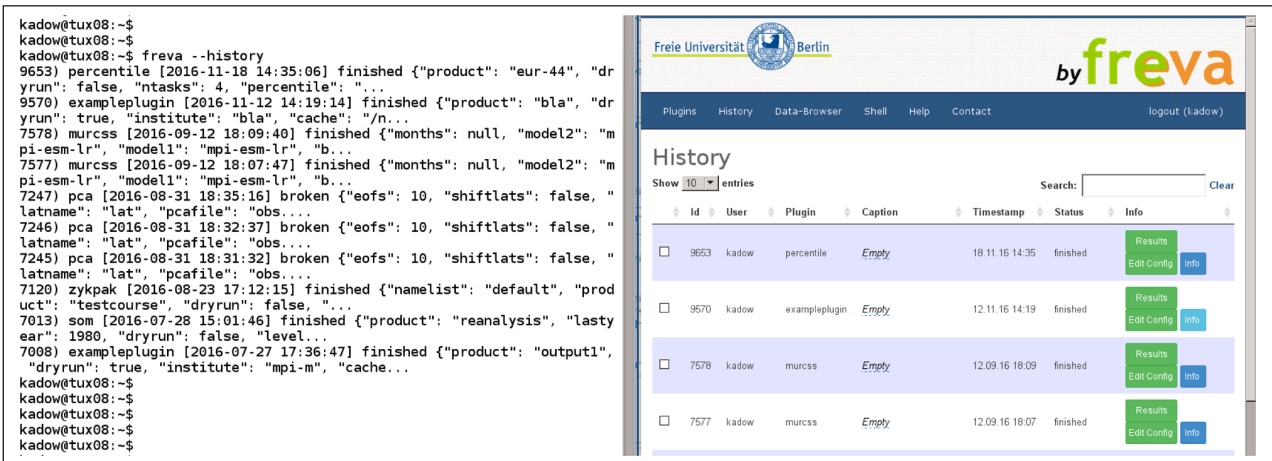 kadow@tux08:~$
kadow@tux08:~$
kadow@tux08:~$ freva --history
9653) percentile [2016-11-18 14:35:06] finished {"product": "eur-44", "dr
yrun": false, "ntasks": 4, "percentile": "...
9570) exampleplugin [2016-11-12 14:19:14] finished {"product": "bla", "dr
yrun": true, "institute": "bla", "cache": "/n...
7578) murcss [2016-09-12 18:09:40] finished {"months": null, "model2": "m
pi-esm-lr", "model1": "mpi-esm-lr", "b...
7577) murcss [2016-09-12 18:07:47] finished {"months": null, "model2": "m
pi-esm-lr", "model1": "mpi-esm-lr", "b...
7247) pca [2016-08-31 18:35:16] broken {"eofs": 10, "shiftlats": false, "
latname": "lat", "pcafile": "obs....
7246) pca [2016-08-31 18:32:37] broken {"eofs": 10, "shiftlats": false, "
latname": "lat", "pcafile": "obs....
7245) pca [2016-08-31 18:31:32] broken {"eofs": 10, "shiftlats": false, "
latname": "lat", "pcafile": "obs....
7120) zykpak [2016-08-23 17:12:15] finished {"namelist": "default", "prod
uct": "testcourse", "dryrun": false, "...
7013) som [2016-07-28 15:01:46] finished {"product": "reanalysis", "lasty
ear": 1980, "dryrun": false, "level...
7008) exampleplugin [2016-07-27 17:36:47] finished {"product": "output1",
 "dryrun": true, "institute": "mpi-m", "cache...
kadow@tux08:~$
kadow@tux08:~$
kadow@tux08:~$
kadow@tux08:~$
kadow@tux08:~$
Freie Universität Berlin
by freva
Plugins History Data-Browser Shell Help Contact logout (kadow)
History
Show 10 entries Search: Clear
Id User Plugin Caption Timestamp Status Info
9653 kadow percentile Empty 18.11.16 14:35 finished Results
Edit Config Info
9570 kadow exampleplugin Empty 12.11.16 14:19 finished Results
Edit Config Info
7578 kadow murcss Empty 12.09.16 18:09 finished Results
Edit Config Info
7577 kadow murcss Empty 12.09.16 18:07 finished Results
Edit Config Info